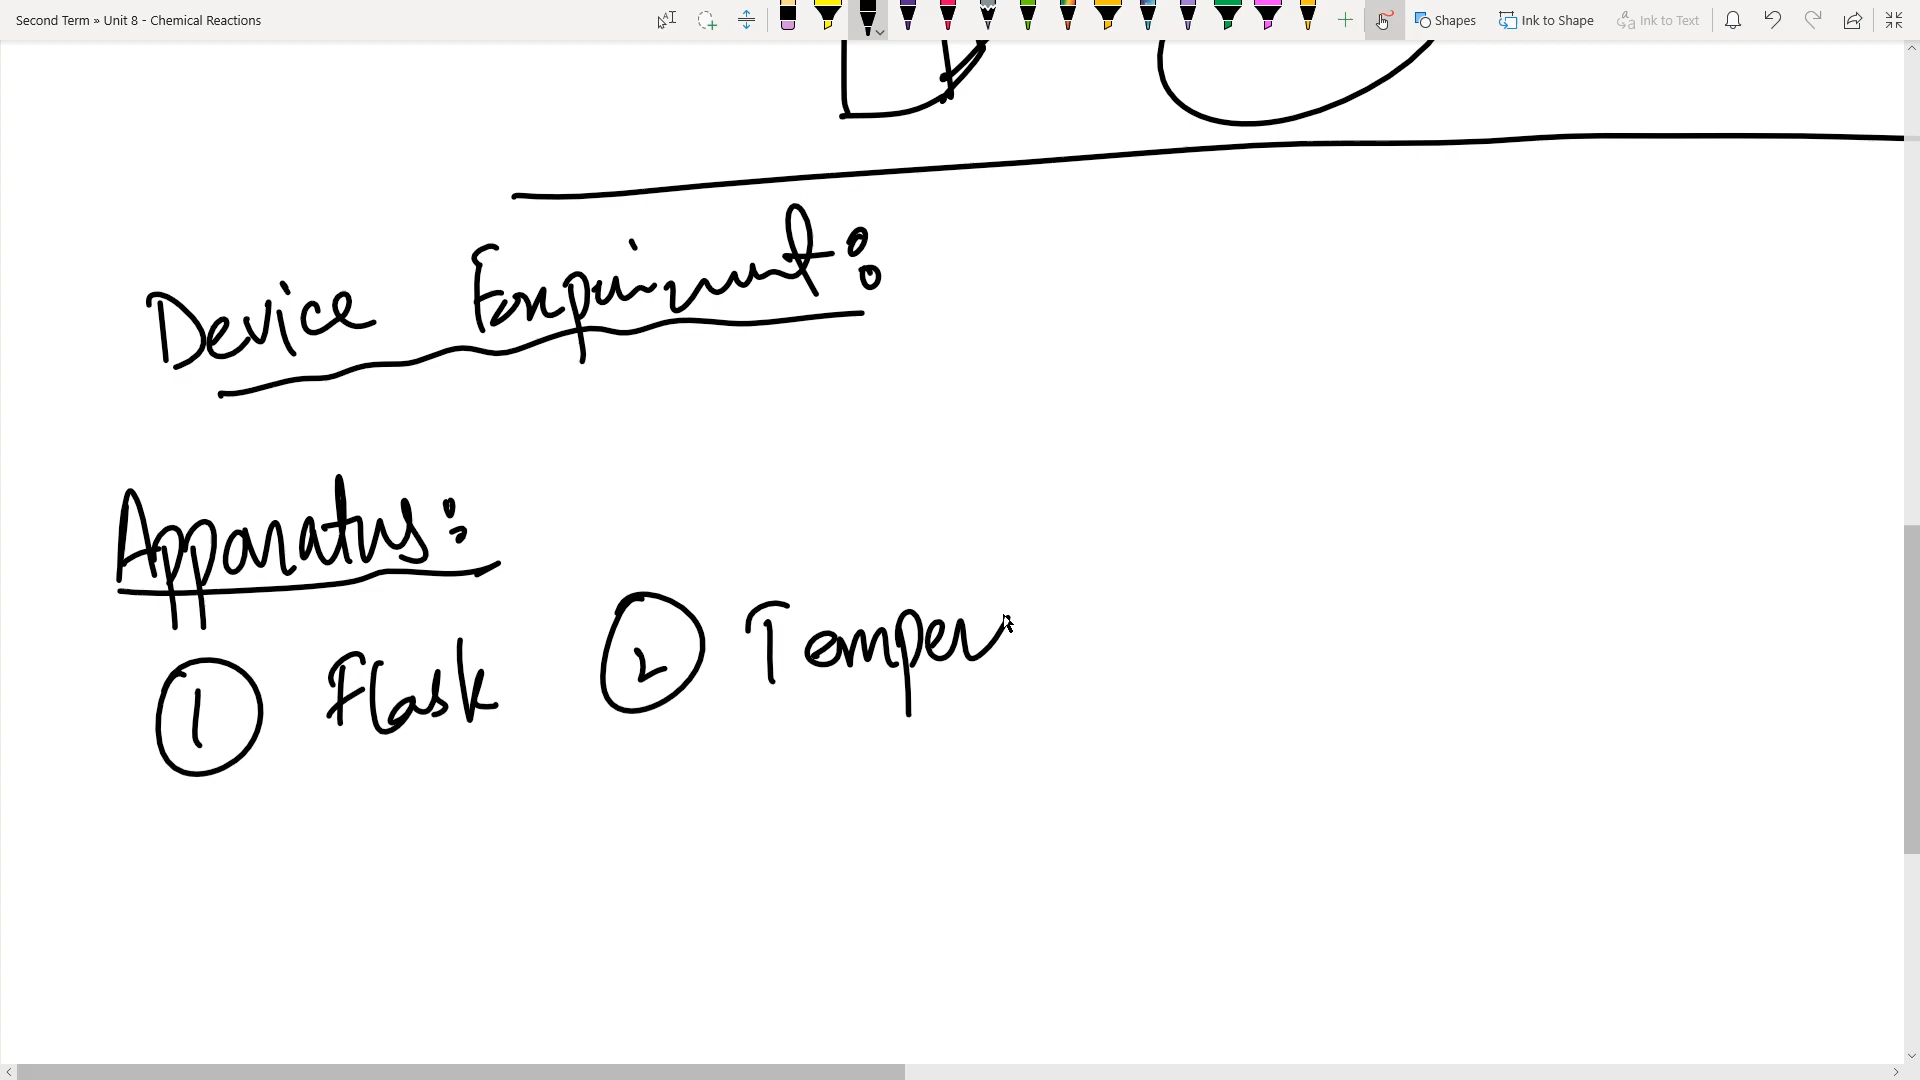 Second Term » Unit 8 - Chemical Reactions
Shapes Ink to Shape Ink to Text
Device Experiment:
Apparatus:
① Flask ② Temper